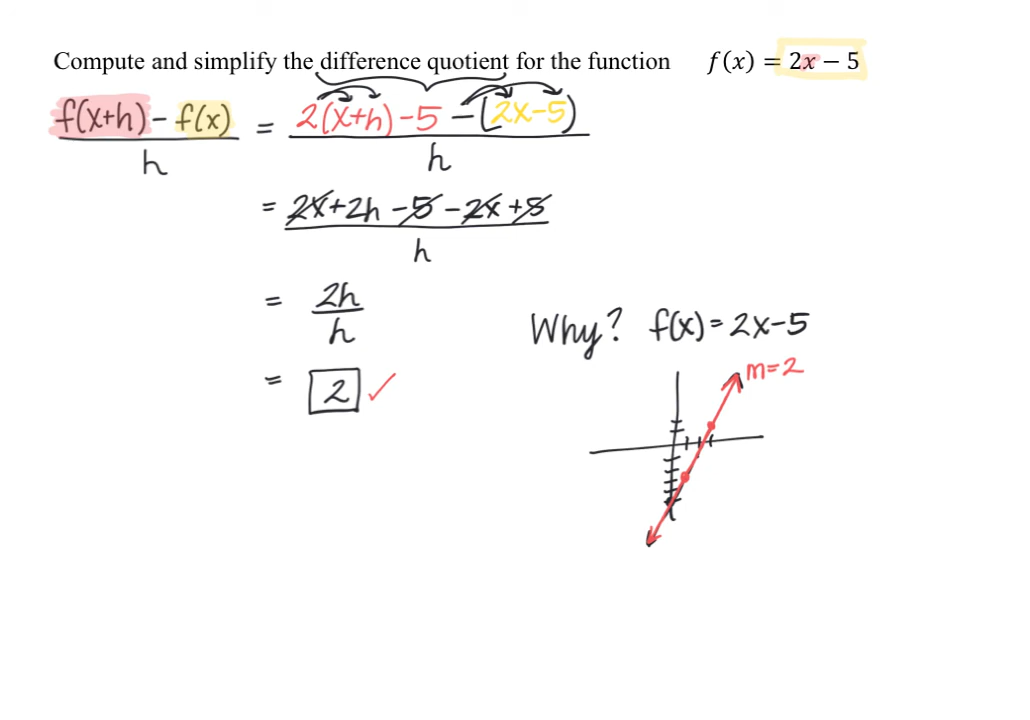 Compute and simplify the difference quotient for the function f(x) = 2x − 5
f(x+h) - f(x) / h = 2(x+h) - 5 - (2x-5) / h
= 2x + 2h - 5 - 2x + 5 / h
= 2h / h
Why? f(x) = 2x-5
= 2 ✓
m=2